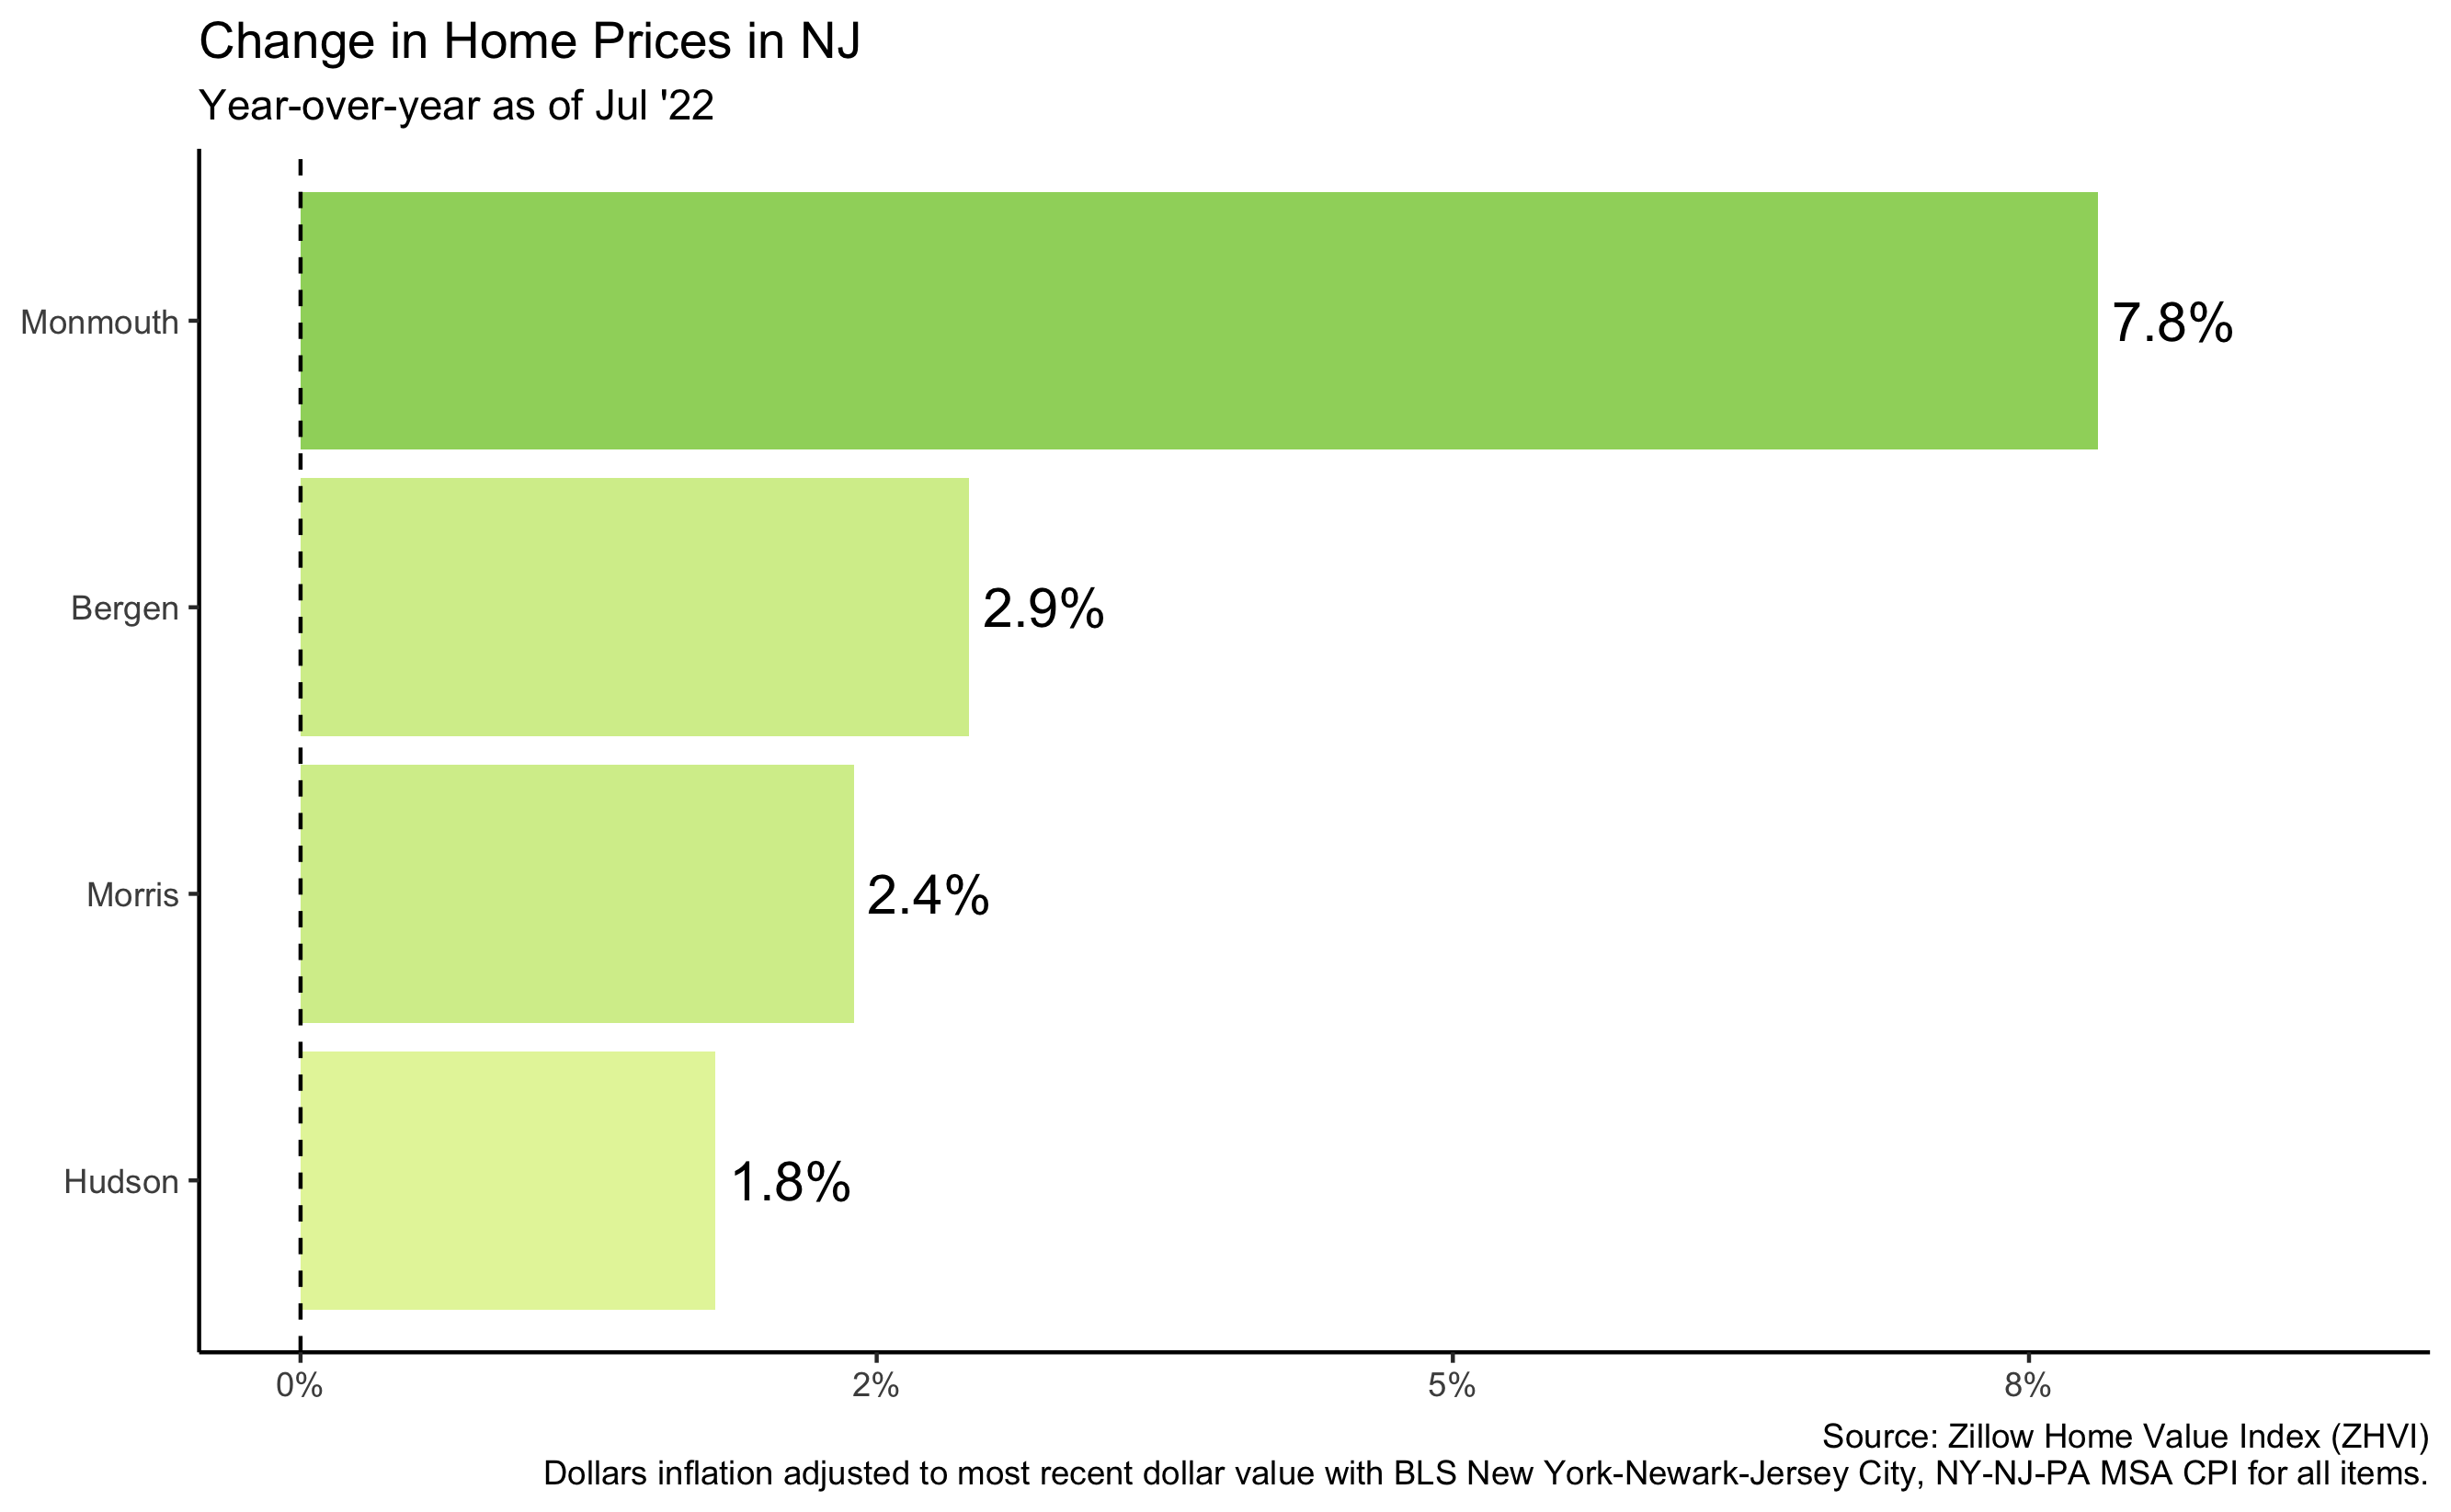 Change in Home Prices in NJ
Year-over-year as of Jul '22
Monmouth
7.8%
Bergen
2.9%
Morris
2.4%
Hudson
1.8%
0%
2%
5%
8%
Source: Zillow Home Value Index (ZHVI)
Dollars inflation adjusted to most recent dollar value with BLS New York-Newark-Jersey City, NY-NJ-PA MSA CPI for all items.